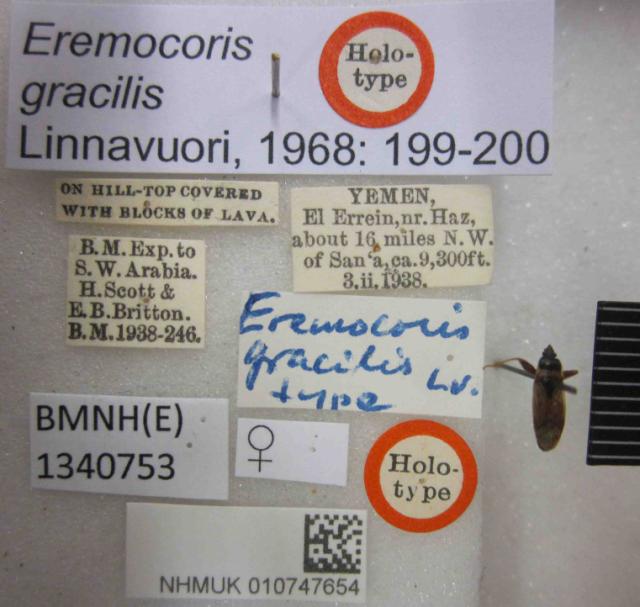 Eremocoris
gracilis
Linnavuori, 1968: 199-200
Holo-
type
ON HILL-TOP COVERED
WITH BLOCKS OF LAVA.
YEMEN,
El Errein, nr. Haz,
about 16 miles N.W.
of San'a, ca. 9,300ft.
3.ii.1938.
B.M. Exp. to
S.W. Arabia.
H. Scott &
E.B. Britton.
B.M. 1938-246.
Eremocoris
gracilis Lv.
type
BMNH(E)
1340753
♀
Holo-
type
NHMUK 010747654